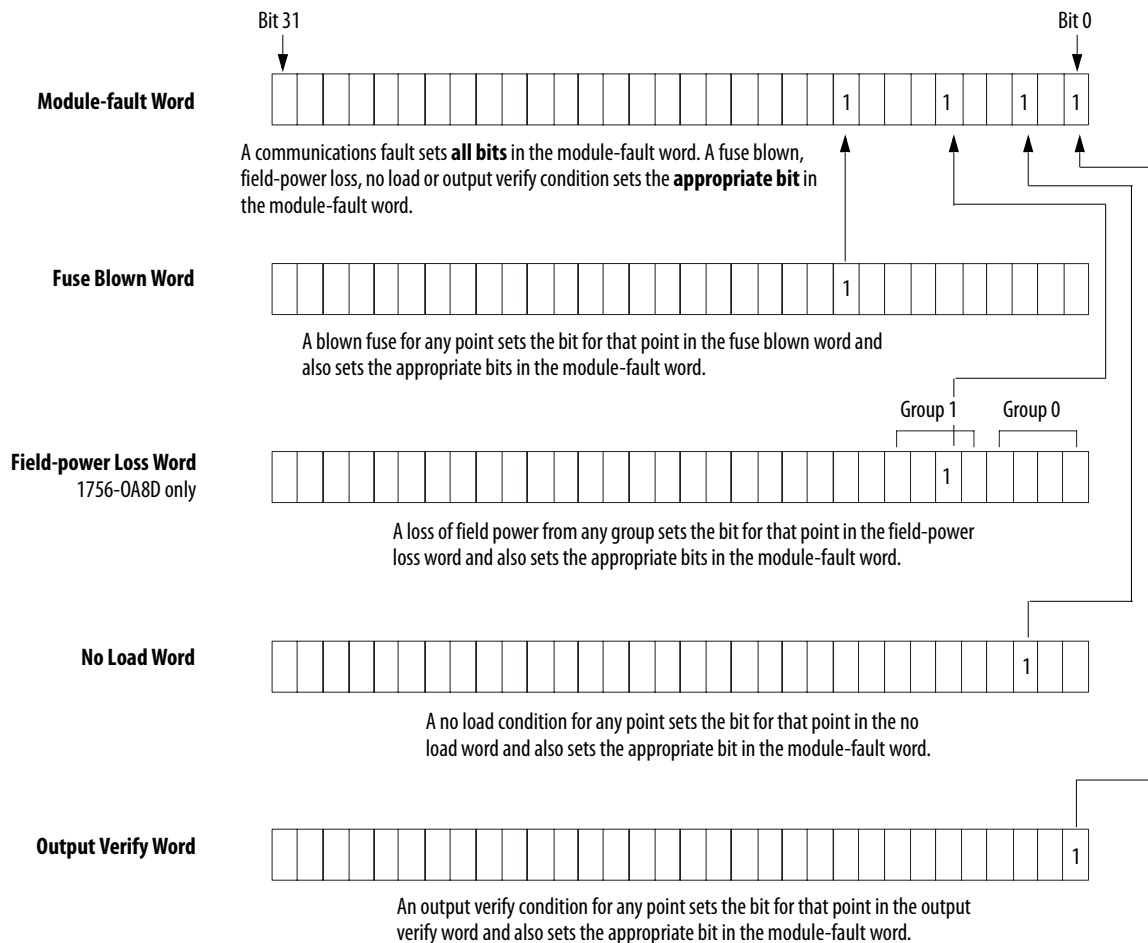 Bit 31 Bit 0
Module-fault Word
1 1 1 1
A communications fault sets all bits in the module-fault word. A fuse blown,
field-power loss, no load or output verify condition sets the appropriate bit in
the module-fault word.
Fuse Blown Word
1
A blown fuse for any point sets the bit for that point in the fuse blown word and
also sets the appropriate bits in the module-fault word.
Group 1 Group 0
Field-power Loss Word
1756-OA8D only
1
A loss of field power from any group sets the bit for that point in the field-power
loss word and also sets the appropriate bits in the module-fault word.
No Load Word
1
A no load condition for any point sets the bit for that point in the no
load word and also sets the appropriate bit in the module-fault word.
Output Verify Word
1
An output verify condition for any point sets the bit for that point in the output
verify word and also sets the appropriate bit in the module-fault word.